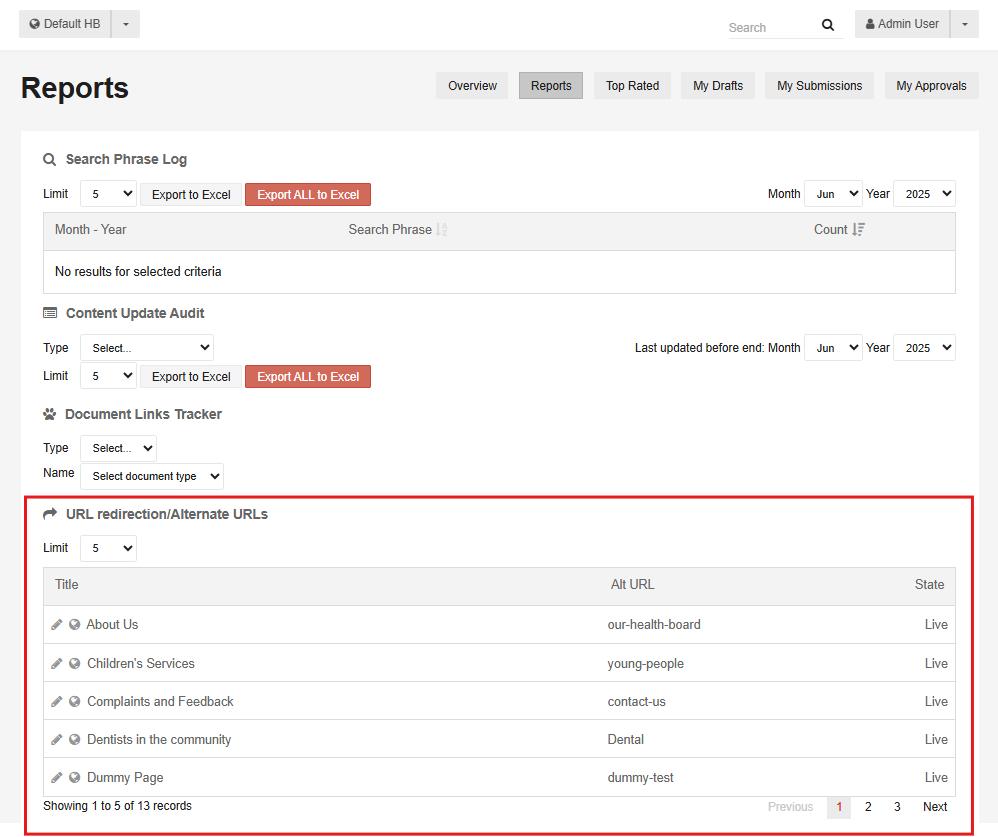 Default HB
Search
Admin User
Reports
Overview
Reports
Top Rated
My Drafts
My Submissions
My Approvals
Search Phrase Log
Limit 5 Export to Excel Export ALL to Excel Month Jun Year 2025
Month - Year Search Phrase Count
No results for selected criteria
Content Update Audit
Type Select... Last updated before end: Month Jun Year 2025
Limit 5 Export to Excel Export ALL to Excel
Document Links Tracker
Type Select...
Name Select document type
URL redirection/Alternate URLs
Limit 5
Title Alt URL State
About Us our-health-board Live
Children's Services young-people Live
Complaints and Feedback contact-us Live
Dentists in the community Dental Live
Dummy Page dummy-test Live
Showing 1 to 5 of 13 records Previous 1 2 3 Next